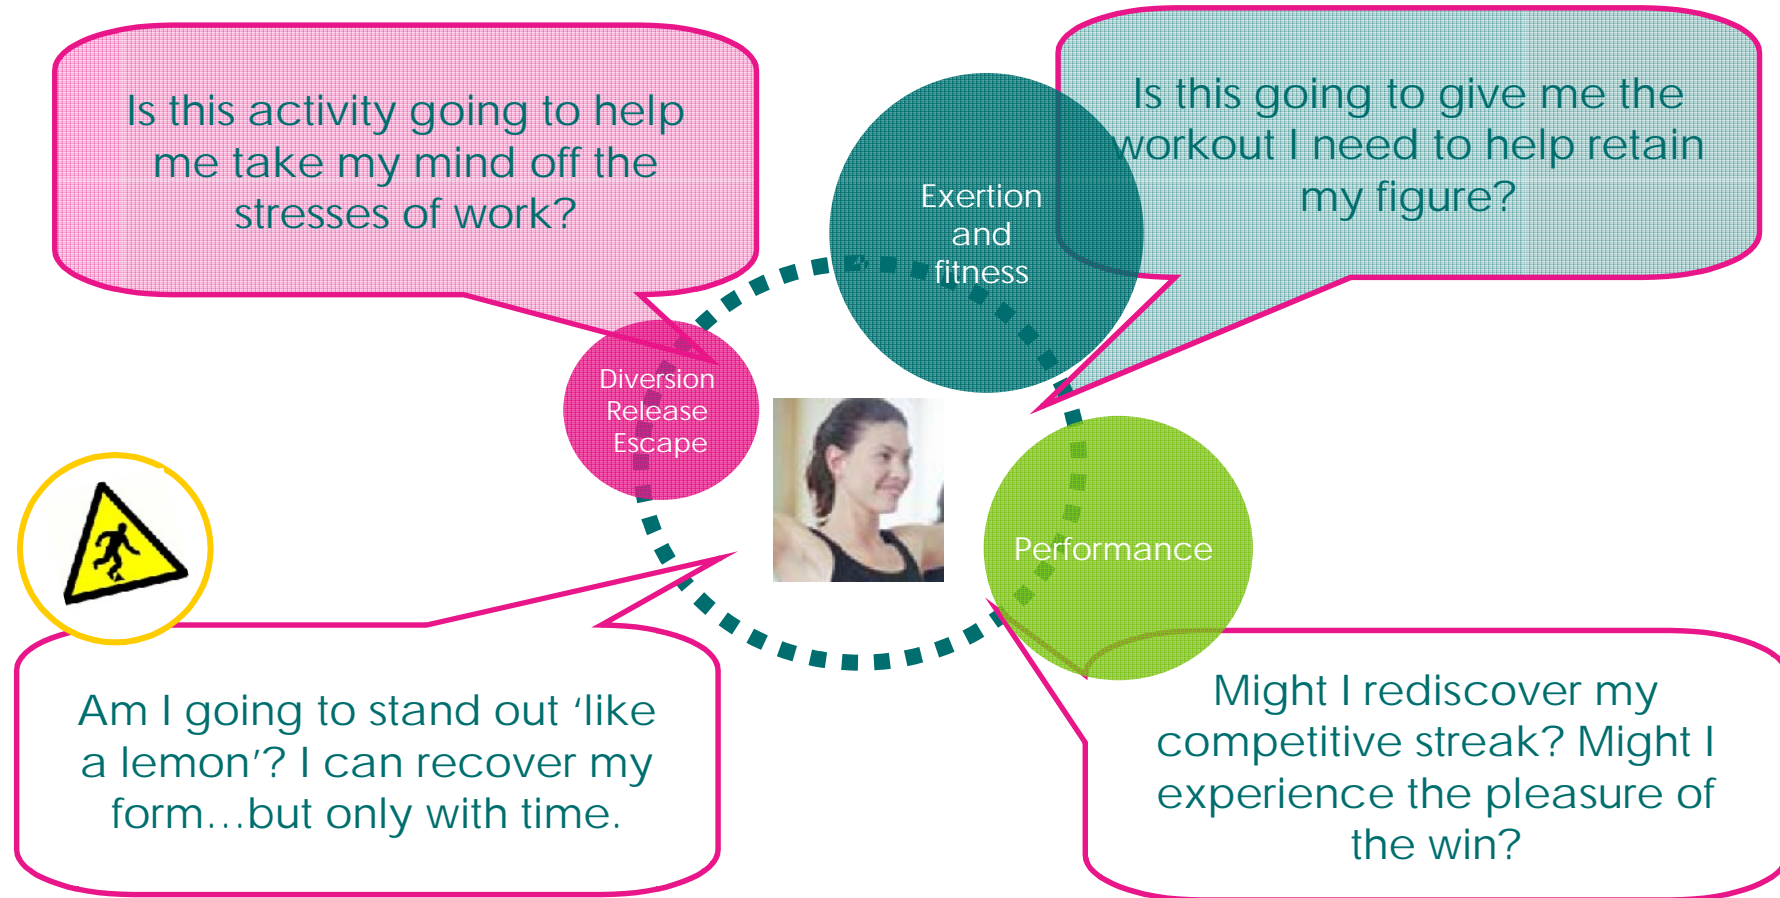 Is this activity going to help
me take my mind off the
stresses of work?
Is this going to give me the
workout I need to help retain
my figure?
Exertion
and
fitness
Diversion
Release
Escape
Performance
Am I going to stand out ‘like
a lemon’? I can recover my
form…but only with time.
Might I rediscover my
competitive streak? Might I
experience the pleasure of
the win?